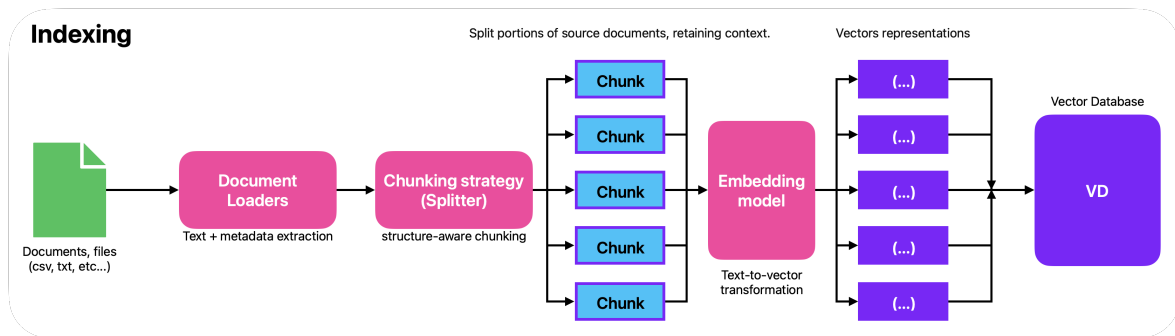 Indexing
Split portions of source documents, retaining context.
Vectors representations
Documents, files
(csv, txt, etc...)
Document
Loaders
Text + metadata extraction
Chunking strategy
(Splitter)
structure-aware chunking
Chunk
Chunk
Chunk
Chunk
Chunk
Embedding
model
Text-to-vector
transformation
(...)
(...)
(...)
(...)
(...)
Vector Database
VD